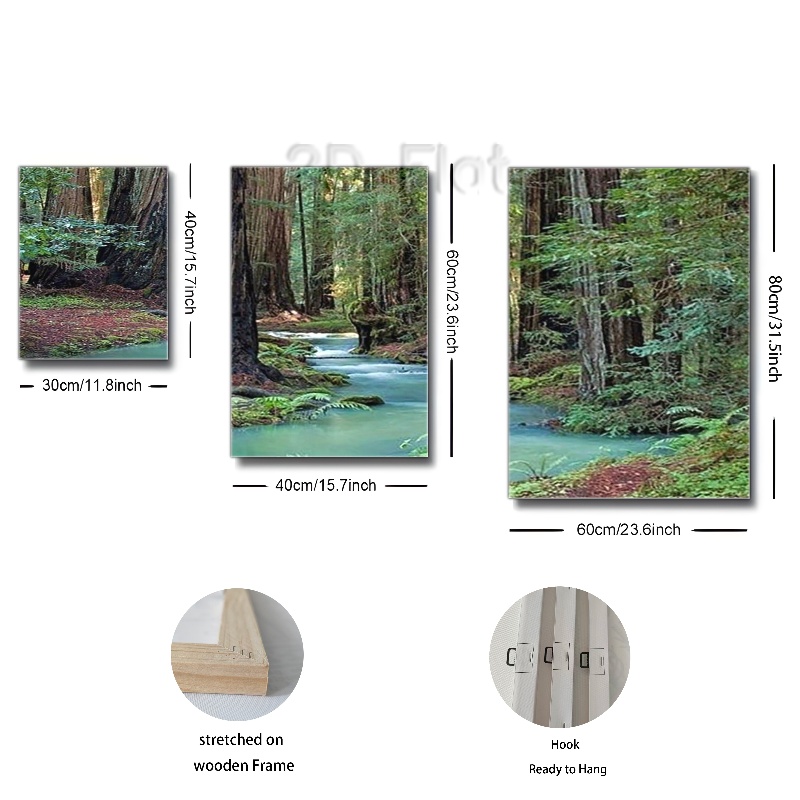 2D Flat
40cm/15.7inch
30cm/11.8inch
60cm/23.6inch
40cm/15.7inch
80cm/31.5inch
60cm/23.6inch
stretched on
wooden Frame
Hook
Ready to Hang